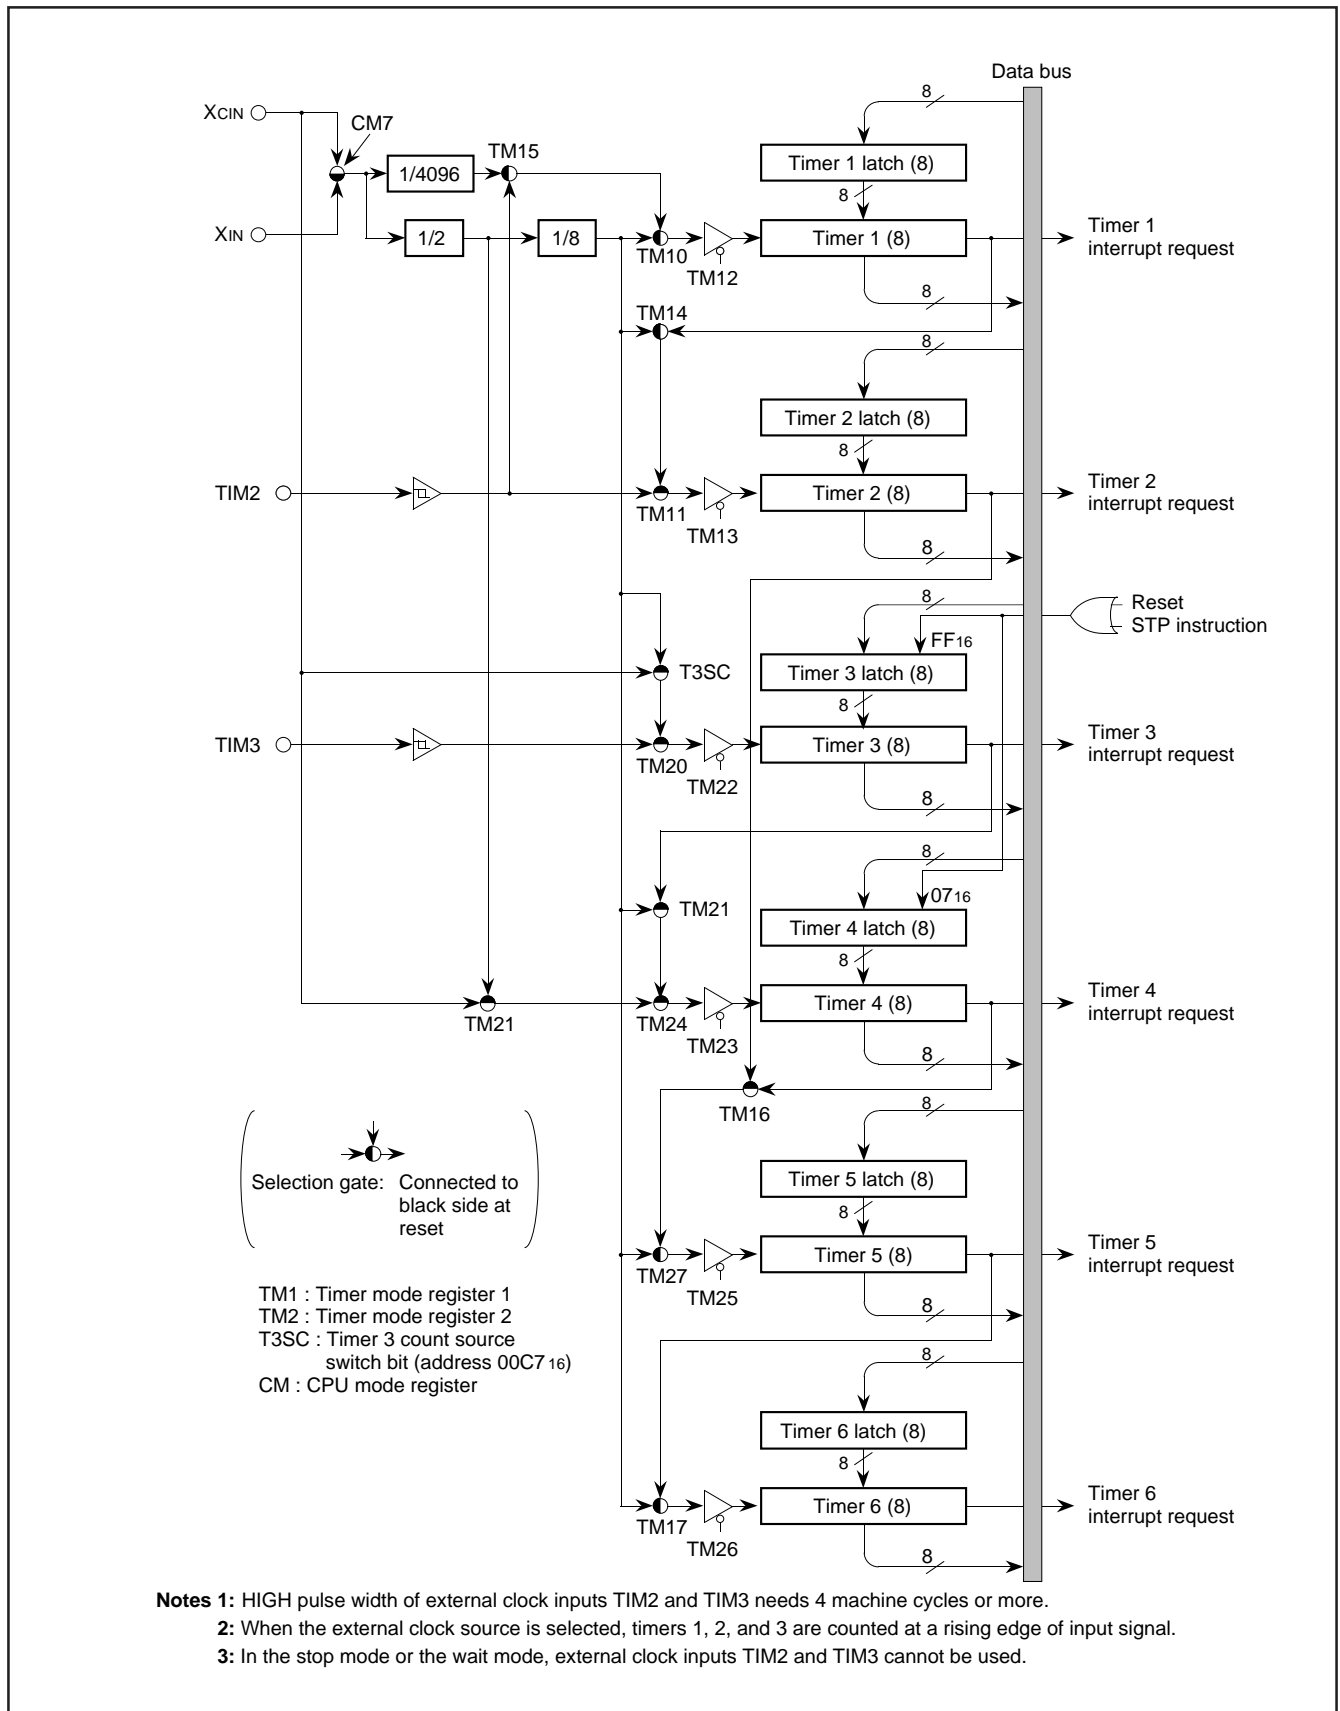 Data bus
XCIN
CM7
8
1/4096
TM15
Timer 1 latch (8)
8
XIN
1/2
1/8
TM10
TM12
Timer 1 (8)
Timer 1
interrupt request
8
TM14
8
Timer 2 latch (8)
8
TIM2
TM11
TM13
Timer 2 (8)
Timer 2
interrupt request
8
8
Reset
STP instruction
FF16
T3SC
Timer 3 latch (8)
8
TIM3
TM20
TM22
Timer 3 (8)
Timer 3
interrupt request
8
8
0716
TM21
Timer 4 latch (8)
8
TM21
TM24
TM23
Timer 4 (8)
Timer 4
interrupt request
8
TM16
8
Selection gate: Connected to
black side at
reset
Timer 5 latch (8)
8
TM27
TM25
Timer 5 (8)
Timer 5
interrupt request
8
TM1 : Timer mode register 1
TM2 : Timer mode register 2
T3SC : Timer 3 count source
switch bit (address 00C716)
CM : CPU mode register
8
Timer 6 latch (8)
8
TM17
TM26
Timer 6 (8)
Timer 6
interrupt request
8
Notes 1: HIGH pulse width of external clock inputs TIM2 and TIM3 needs 4 machine cycles or more.
2: When the external clock source is selected, timers 1, 2, and 3 are counted at a rising edge of input signal.
3: In the stop mode or the wait mode, external clock inputs TIM2 and TIM3 cannot be used.